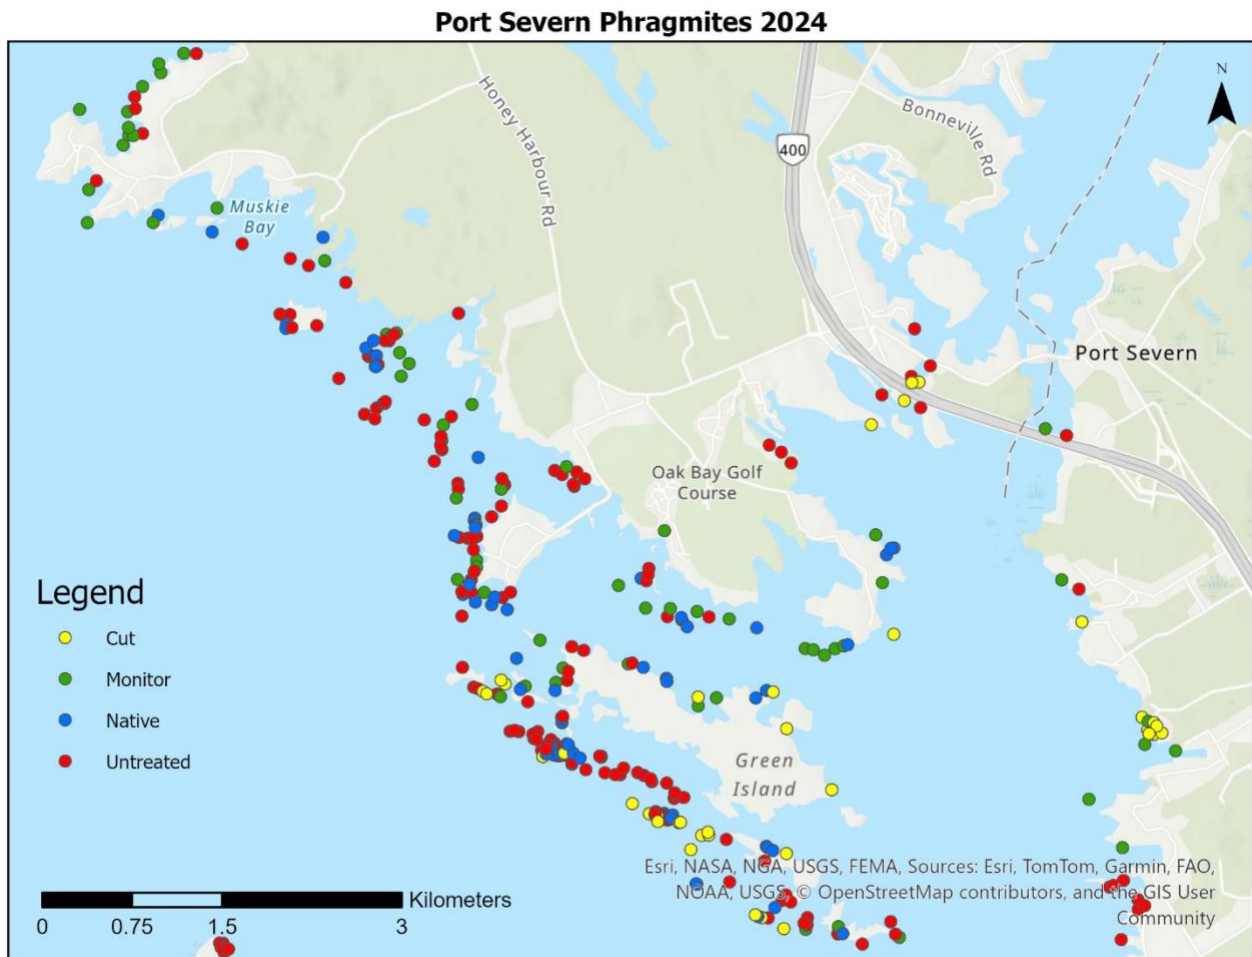 Port Severn Phragmites 2024
N
Honey Harbour Rd
400
Bonneville Rd
Muskie
Bay
Port Severn
Oak Bay Golf
Course
Legend
Cut
Monitor
Native
Untreated
Green
Island
Esri, NASA, NGA, USGS, FEMA, Sources: Esri, TomTom, Garmin, FAO,
NOAA, USGS, © OpenStreetMap contributors, and the GIS User
Community
Kilometers
0 0.75 1.5 3